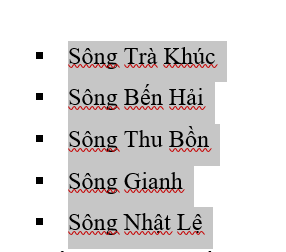 ▪ Sông Trà Khúc
▪ Sông Bến Hải
▪ Sông Thu Bồn
▪ Sông Gianh
▪ Sông Nhật Lệ